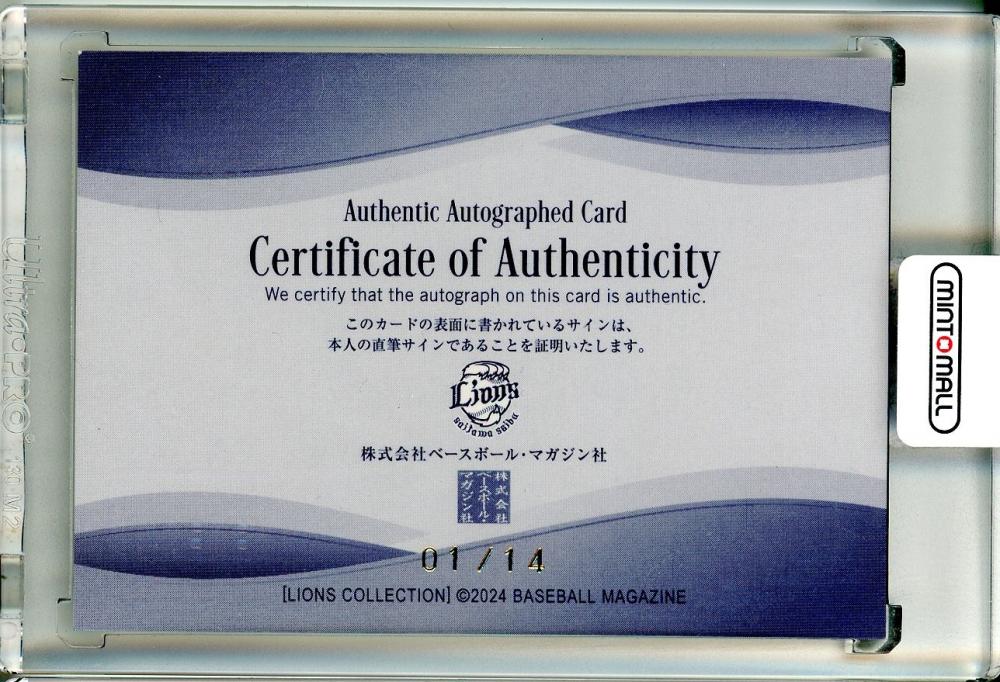 Authentic Autographed Card
Certificate of Authenticity
We certify that the autograph on this card is authentic.
このカードの表面に書かれているサインは、
本人の直筆サインであることを証明いたします。
Lions
saitama seibu
株式会社ベースボール・マガジン社
株式会社
ベースボール・
マガジン社
01/14
[LIONS COLLECTION] ©2024 BASEBALL MAGAZINE
MINTOMALL
Ultra·PRO®